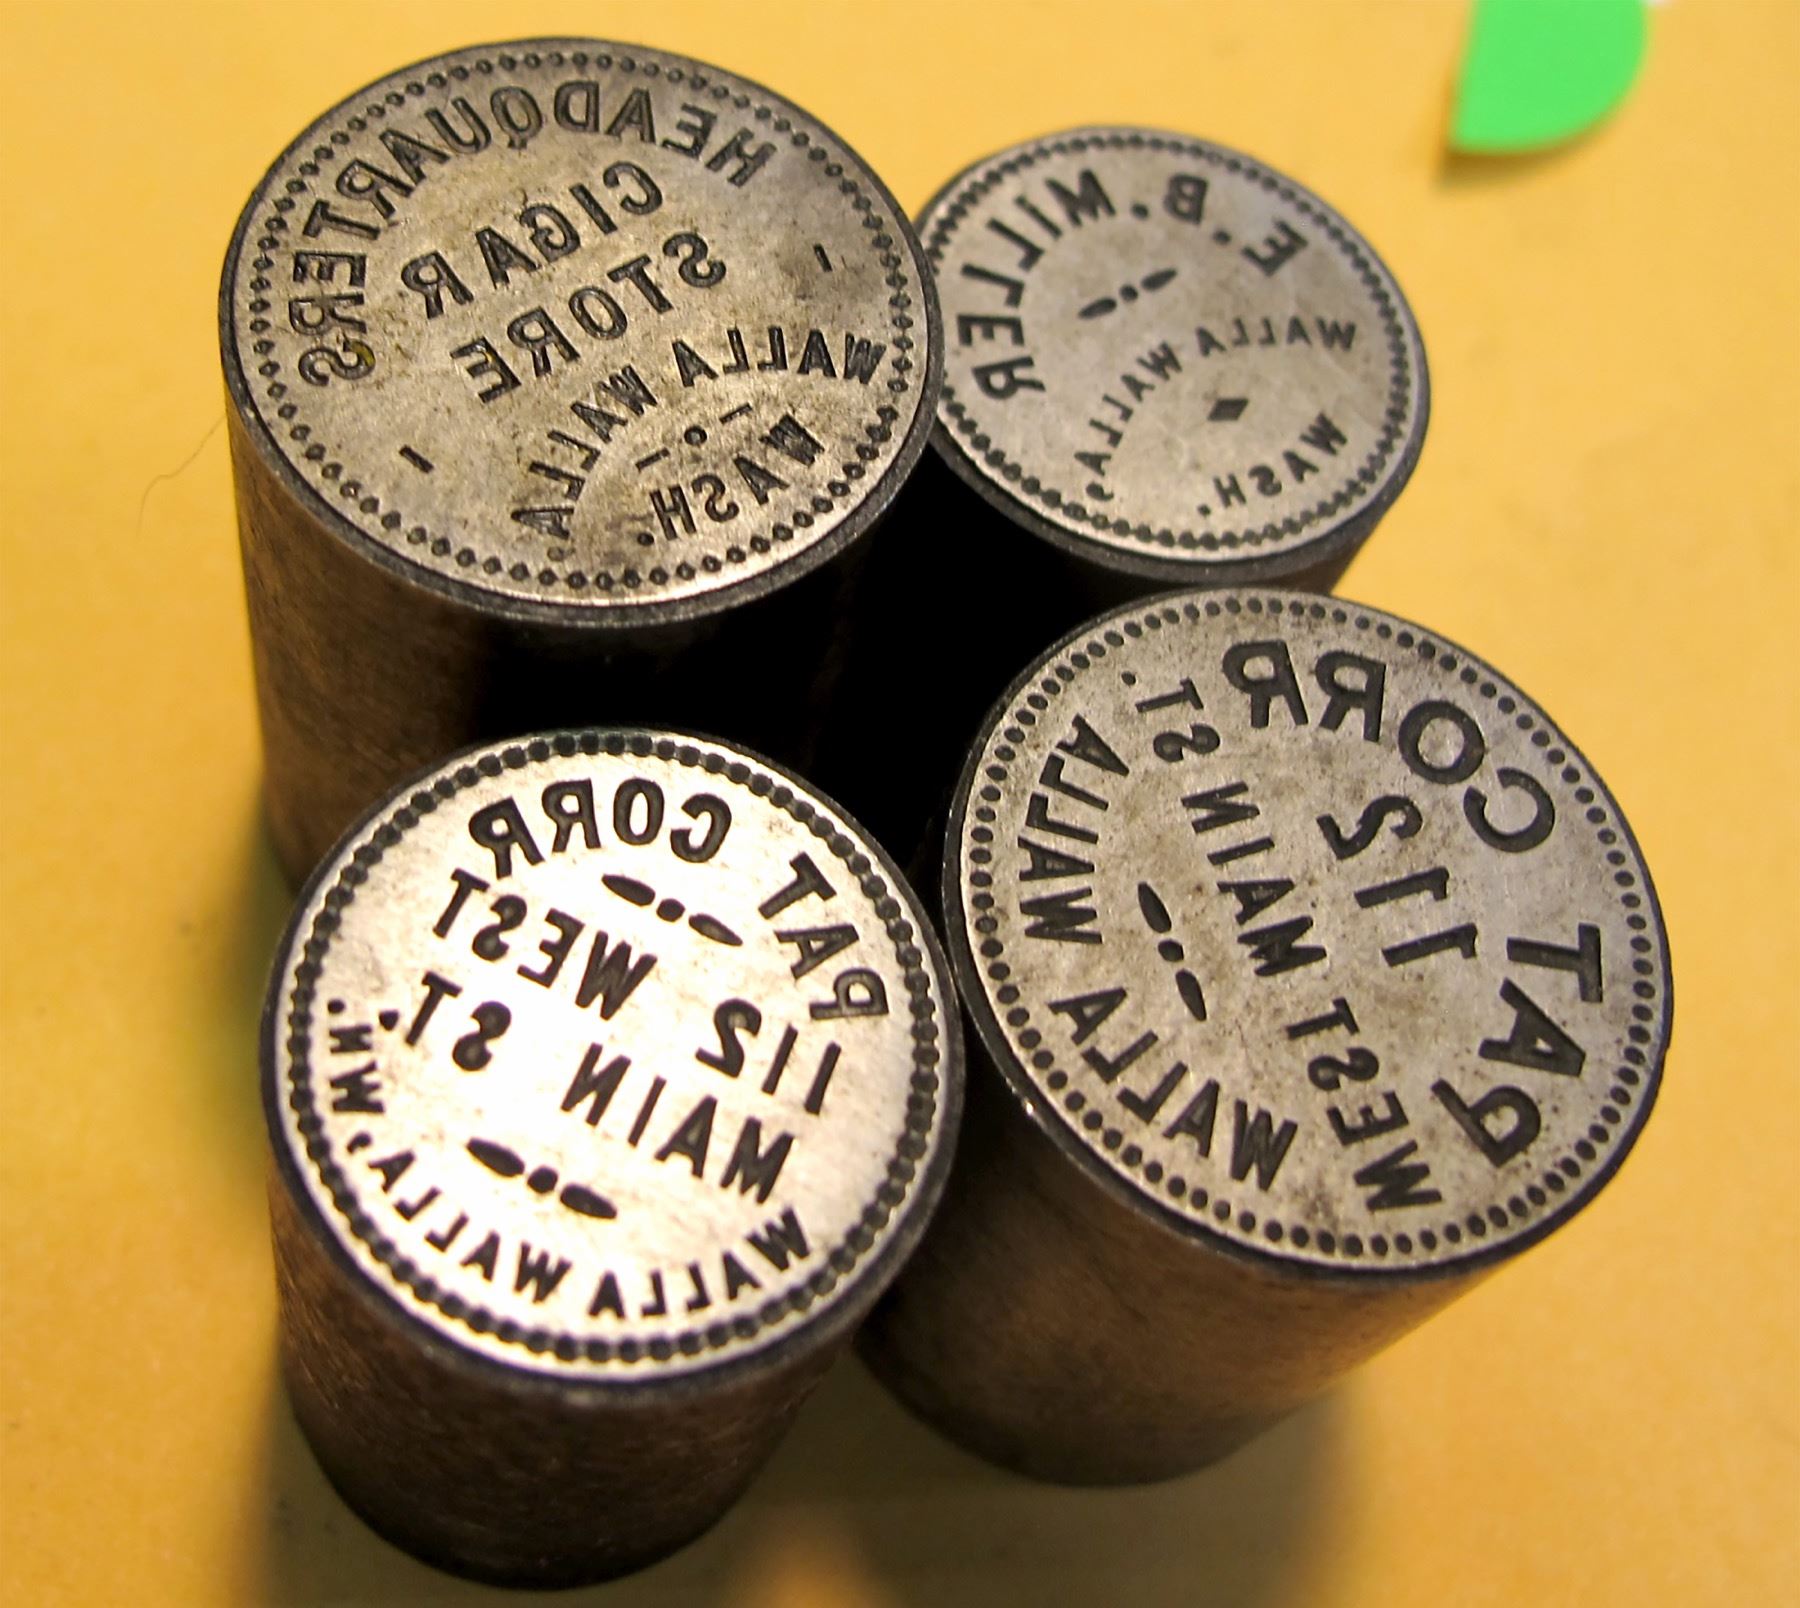 HEADQUARTERS
CIGAR
STORE
WALLA WALLA,
WASH.
E. B. MILLER
WALLA WALLA,
WASH.
PAT CORR
112 WEST
MAIN ST.
WALLA WALLA, WN.
PAT CORR
112
WEST MAIN ST.
WALLA WALLA